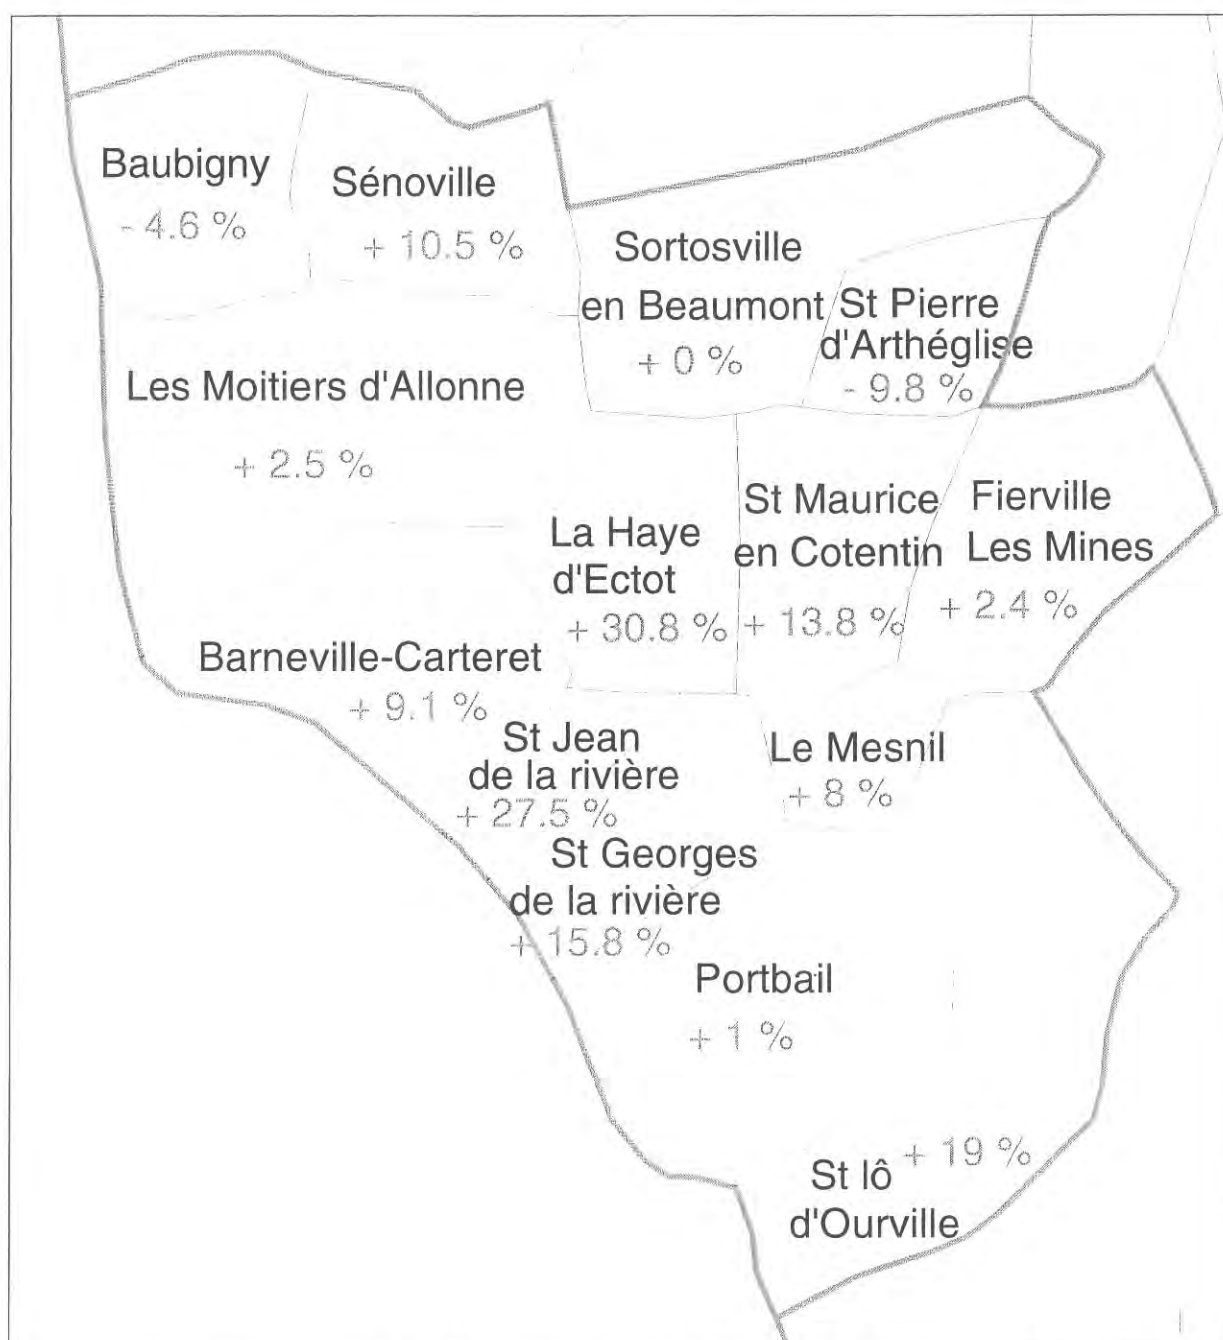 Baubigny
- 4.6 %
Sénoville
+ 10.5 %
Sortosville
en Beaumont
+ 0 %
St Pierre
d'Arthéglise
- 9.8 %
Les Moitiers d'Allonne
+ 2.5 %
La Haye
d'Ectot
+ 30.8 %
St Maurice
en Cotentin
+ 13.8 %
Fierville
Les Mines
+ 2.4 %
Barneville-Carteret
+ 9.1 %
St Jean
de la rivière
+ 27.5 %
Le Mesnil
+ 8 %
St Georges
de la rivière
+ 15.8 %
Portbail
+ 1 %
St lô
d'Ourville
+ 19 %